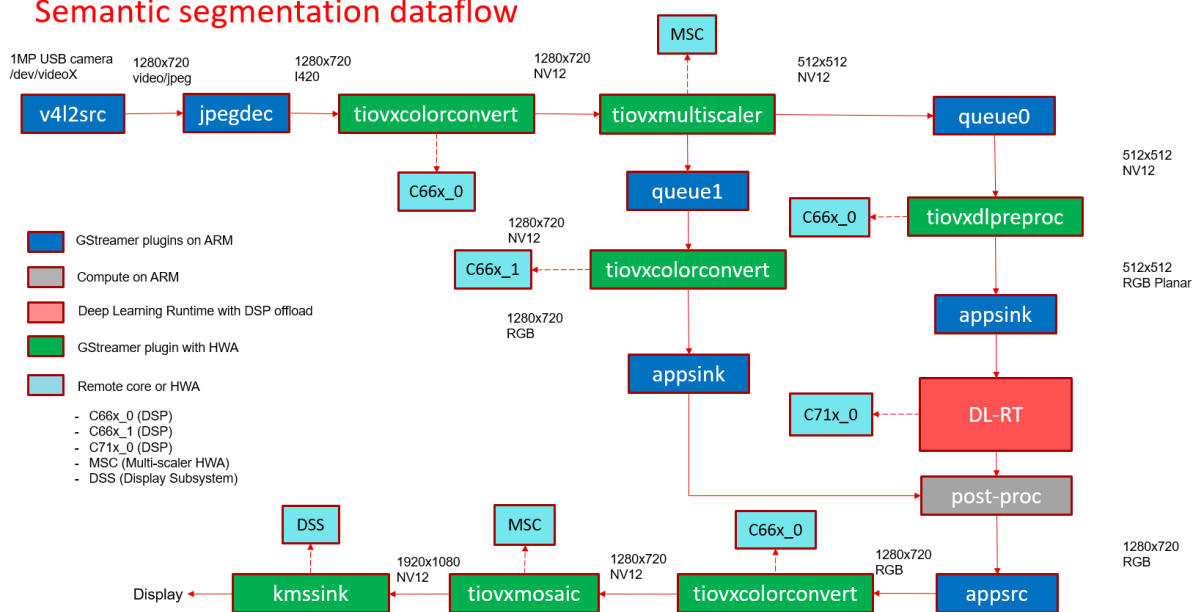 Semantic segmentation dataflow
1MP USB camera
/dev/videoX
1280x720
video/jpeg
1280x720
I420
1280x720
NV12
MSC
512x512
NV12
v4l2src
jpegdec
tiovxcolorconvert
tiovxmultiscaler
queue0
C66x_0
queue1
512x512
NV12
C66x_0
tiovxdlpreproc
1280x720
NV12
C66x_1
tiovxcolorconvert
512x512
RGB Planar
1280x720
RGB
appsink
appsink
GStreamer plugins on ARM
Compute on ARM
Deep Learning Runtime with DSP offload
GStreamer plugin with HWA
Remote core or HWA
- C66x_0 (DSP)
- C66x_1 (DSP)
- C71x_0 (DSP)
- MSC (Multi-scaler HWA)
- DSS (Display Subsystem)
C71x_0
DL-RT
post-proc
DSS
MSC
C66x_0
1920x1080
NV12
1280x720
NV12
1280x720
RGB
1280x720
RGB
Display
kmssink
tiovxmosaic
tiovxcolorconvert
appsrc